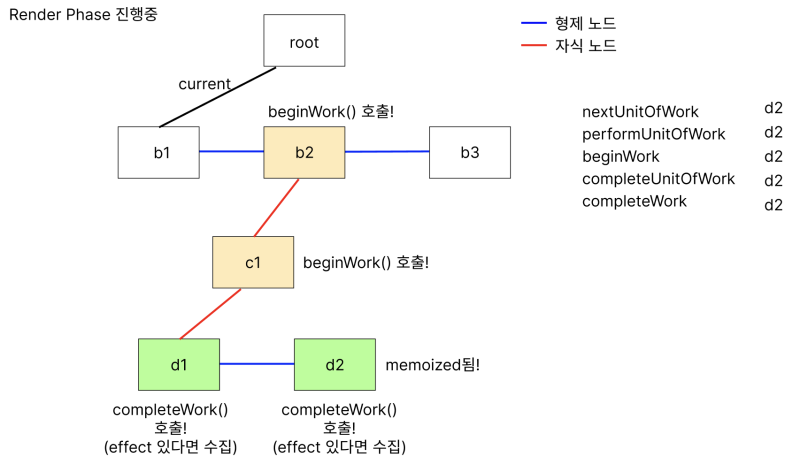 Render Phase 진행중
형제 노드
자식 노드
root
current
beginWork() 호출!
b1
b2
b3
nextUnitOfWork d2
performUnitOfWork d2
beginWork d2
completeUnitOfWork d2
completeWork d2
c1
beginWork() 호출!
d1
d2
memoized됨!
completeWork()
호출!
(effect 있다면 수집)
completeWork()
호출!
(effect 있다면 수집)